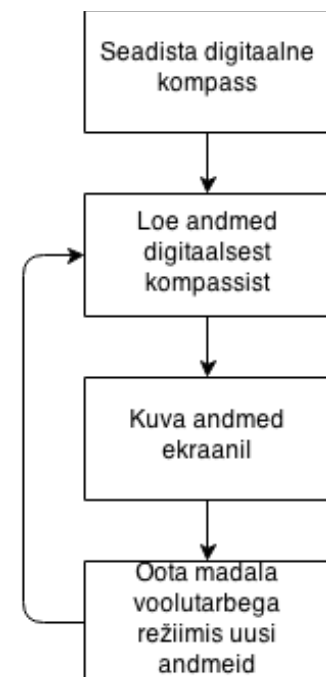 Seadista digitaalne
kompass
Loe andmed
digitaalsest
kompassist
Kuva andmed
ekraanil
Oota madala
voolutarbega
režiimis uusi
andmeid